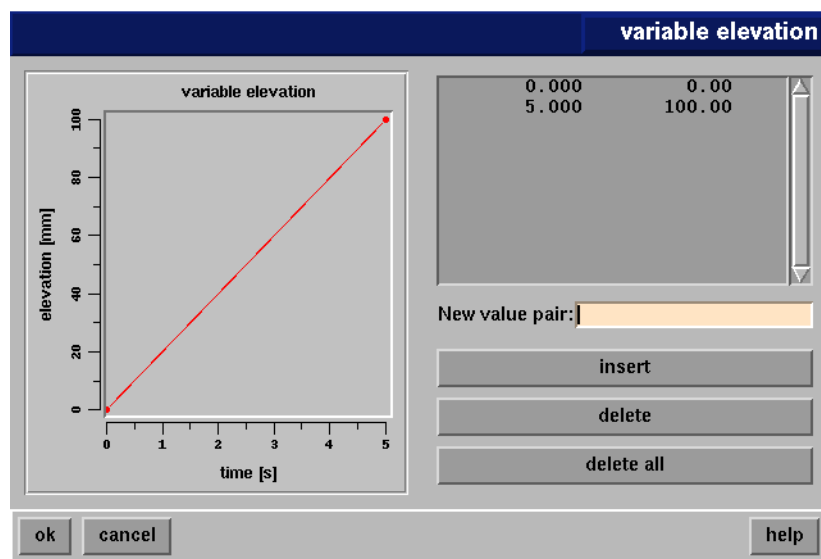 variable elevation
variable elevation
100
80
60
40
20
0
elevation [mm]
0 1 2 3 4 5
time [s]
0.000 0.00
5.000 100.00
New value pair:
insert
delete
delete all
ok cancel help